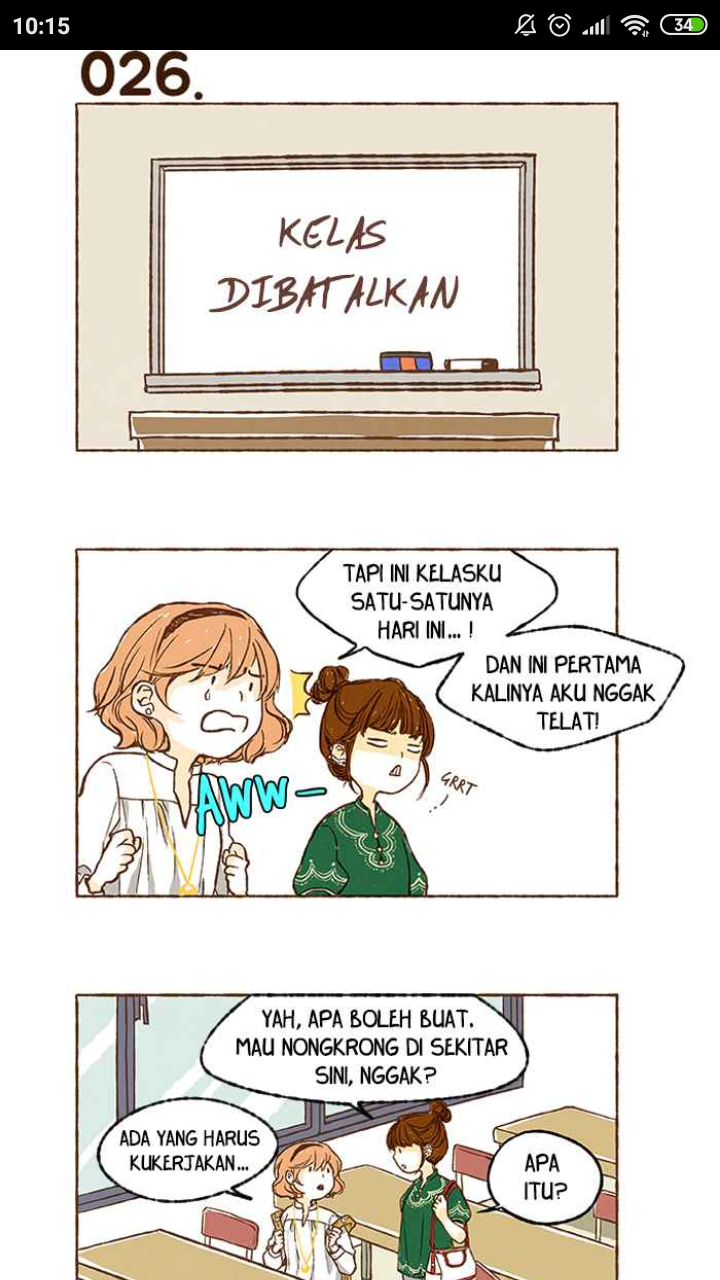 10:15
34
026.
KELAS
DIBATALKAN
TAPI INI KELASKU
SATU-SATUNYA
HARI INI... !
DAN INI PERTAMA
KALINYA AKU NGGAK
TELAT!
AWW-
GRRT
YAH, APA BOLEH BUAT.
MAU NONGKRONG DI SEKITAR
SINI, NGGAK?
ADA YANG HARUS
KUKERJAKAN...
APA
ITU?